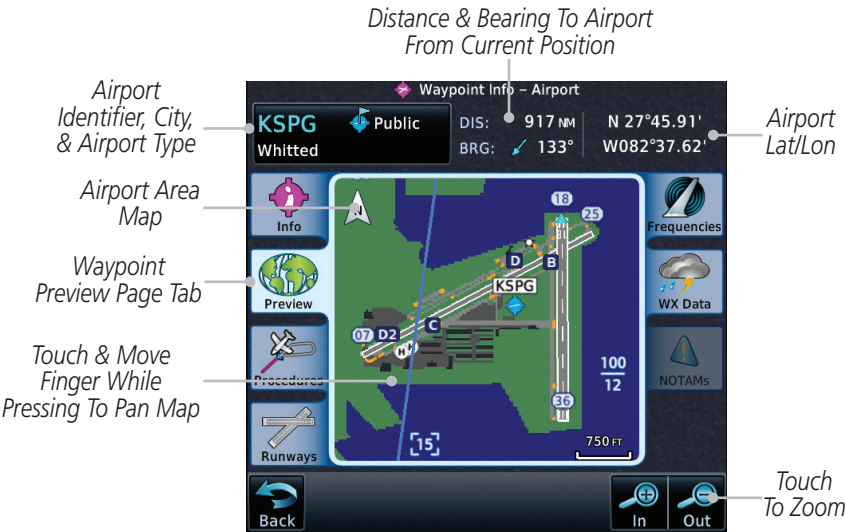 Distance & Bearing To Airport
From Current Position
Airport
Identifier, City,
& Airport Type
Waypoint Info – Airport
KSPG
Public
Whitted
DIS: 917 NM
BRG: 133°
N 27°45.91'
W082°37.62'
Airport
Lat/Lon
Airport Area
Map
Waypoint
Preview Page Tab
Touch & Move
Finger While
Pressing To Pan Map
Info
Preview
Procedures
Runways
N
18
25
D
B
KSPG
07
D2
C
H
H
36
100
12
15
750 FT
Frequencies
WX Data
NOTAMs
Back
In
Out
Touch
To Zoom